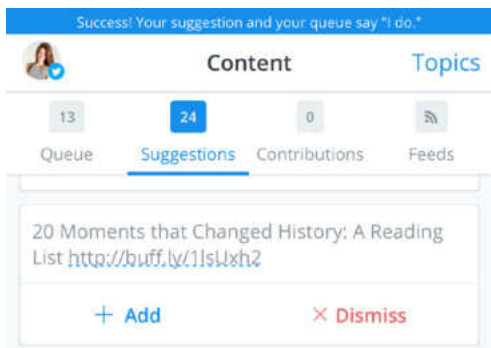 Success! Your suggestion and your queue say "I do."
Content
Topics
13
24
0
Queue
Suggestions
Contributions
Feeds
20 Moments that Changed History: A Reading
List http://buff.ly/1lsUxh2
+ Add
× Dismiss